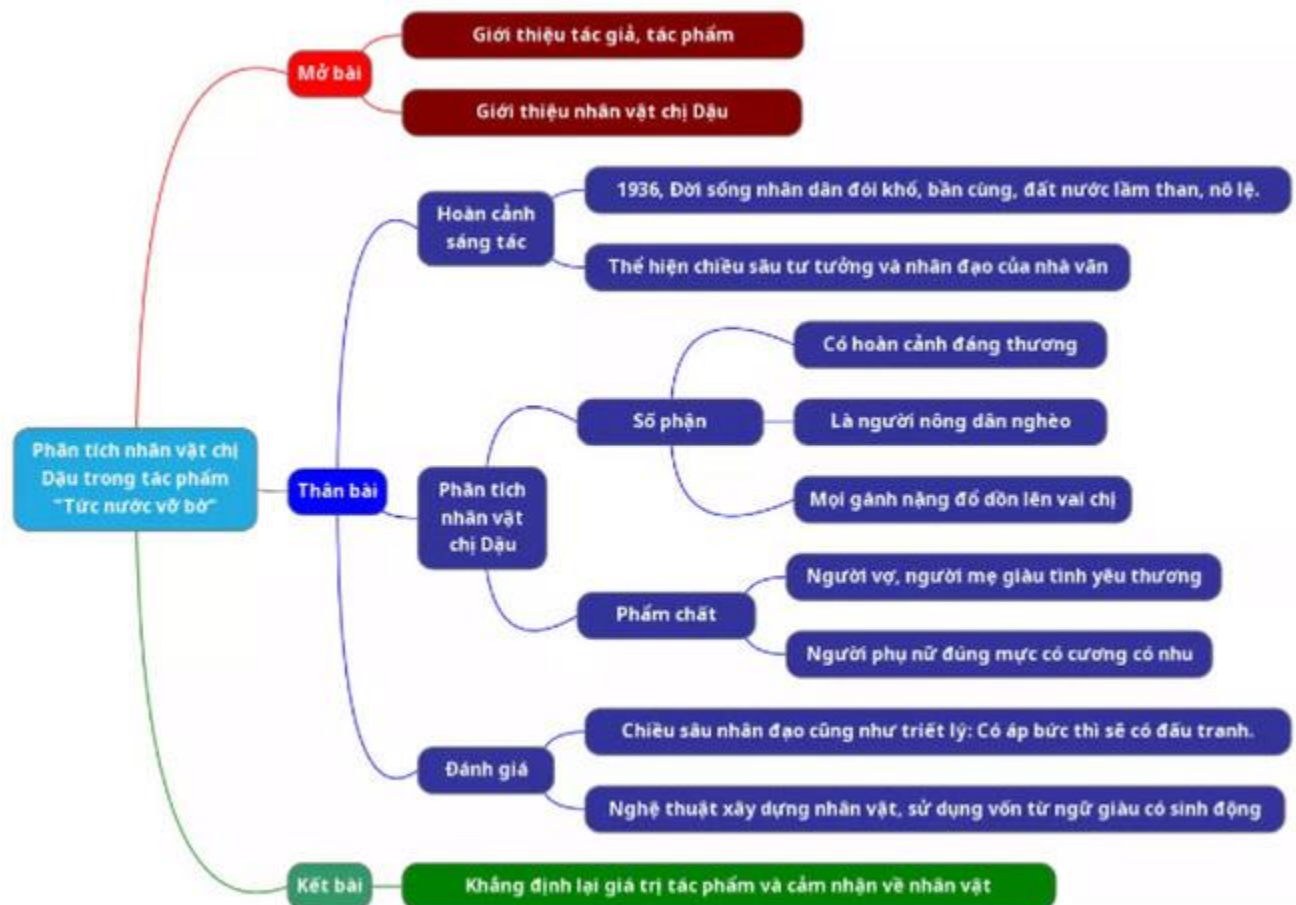 Giới thiệu tác giả, tác phẩm
Mở bài
Giới thiệu nhân vật chị Dậu
1936, Đời sống nhân dân đói khổ, bần cùng, đất nước lầm than, nô lệ.
Hoàn cảnh
sáng tác
Thể hiện chiều sâu tư tưởng và nhân đạo của nhà văn
Có hoàn cảnh đáng thương
Số phận
Là người nông dân nghèo
Mọi gánh nặng đổ dồn lên vai chị
Phân tích nhân vật chị
Dậu trong tác phẩm
"Tức nước vỡ bờ"
Thân bài
Phân tích
nhân vật
chị Dậu
Người vợ, người mẹ giàu tình yêu thương
Phẩm chất
Người phụ nữ đúng mực có cương có nhu
Chiều sâu nhân đạo cũng như triết lý: Có áp bức thì sẽ có đấu tranh.
Đánh giá
Nghệ thuật xây dựng nhân vật, sử dụng vốn từ ngữ giàu có sinh động
Kết bài
Khẳng định lại giá trị tác phẩm và cảm nhận về nhân vật